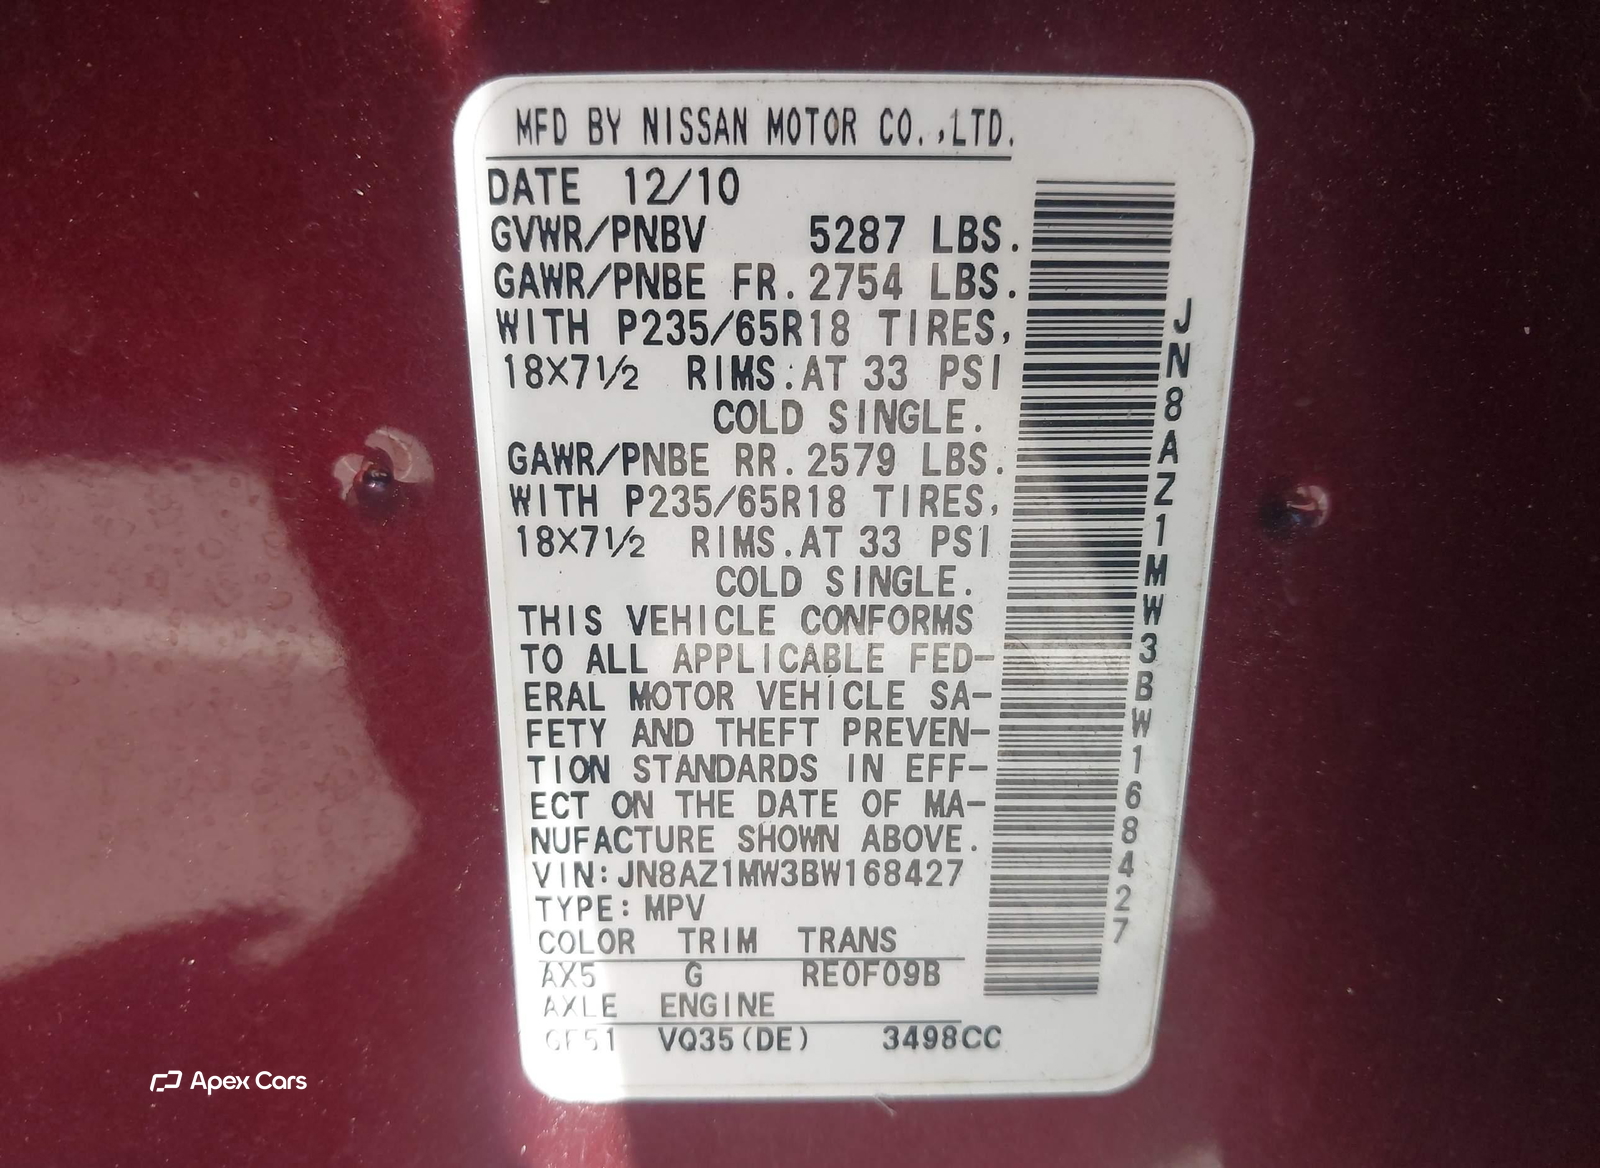 MFD BY NISSAN MOTOR CO.,LTD.
DATE 12/10
GVWR/PNBV 5287 LBS.
GAWR/PNBE FR. 2754 LBS.
WITH P235/65R18 TIRES,
18X7½ RIMS.AT 33 PSI
COLD SINGLE.
GAWR/PNBE RR. 2579 LBS.
WITH P235/65R18 TIRES,
18X7½ RIMS.AT 33 PSI
COLD SINGLE.
THIS VEHICLE CONFORMS
TO ALL APPLICABLE FED-
ERAL MOTOR VEHICLE SA-
FETY AND THEFT PREVEN-
TION STANDARDS IN EFF-
ECT ON THE DATE OF MA-
NUFACTURE SHOWN ABOVE.
VIN:JN8AZ1MW3BW168427
TYPE:MPV
COLOR TRIM TRANS
AX5 G RE0F09B
AXLE ENGINE
VQ35(DE) 3498CC
JN8AZ1MW3BW168427
Apex Cars